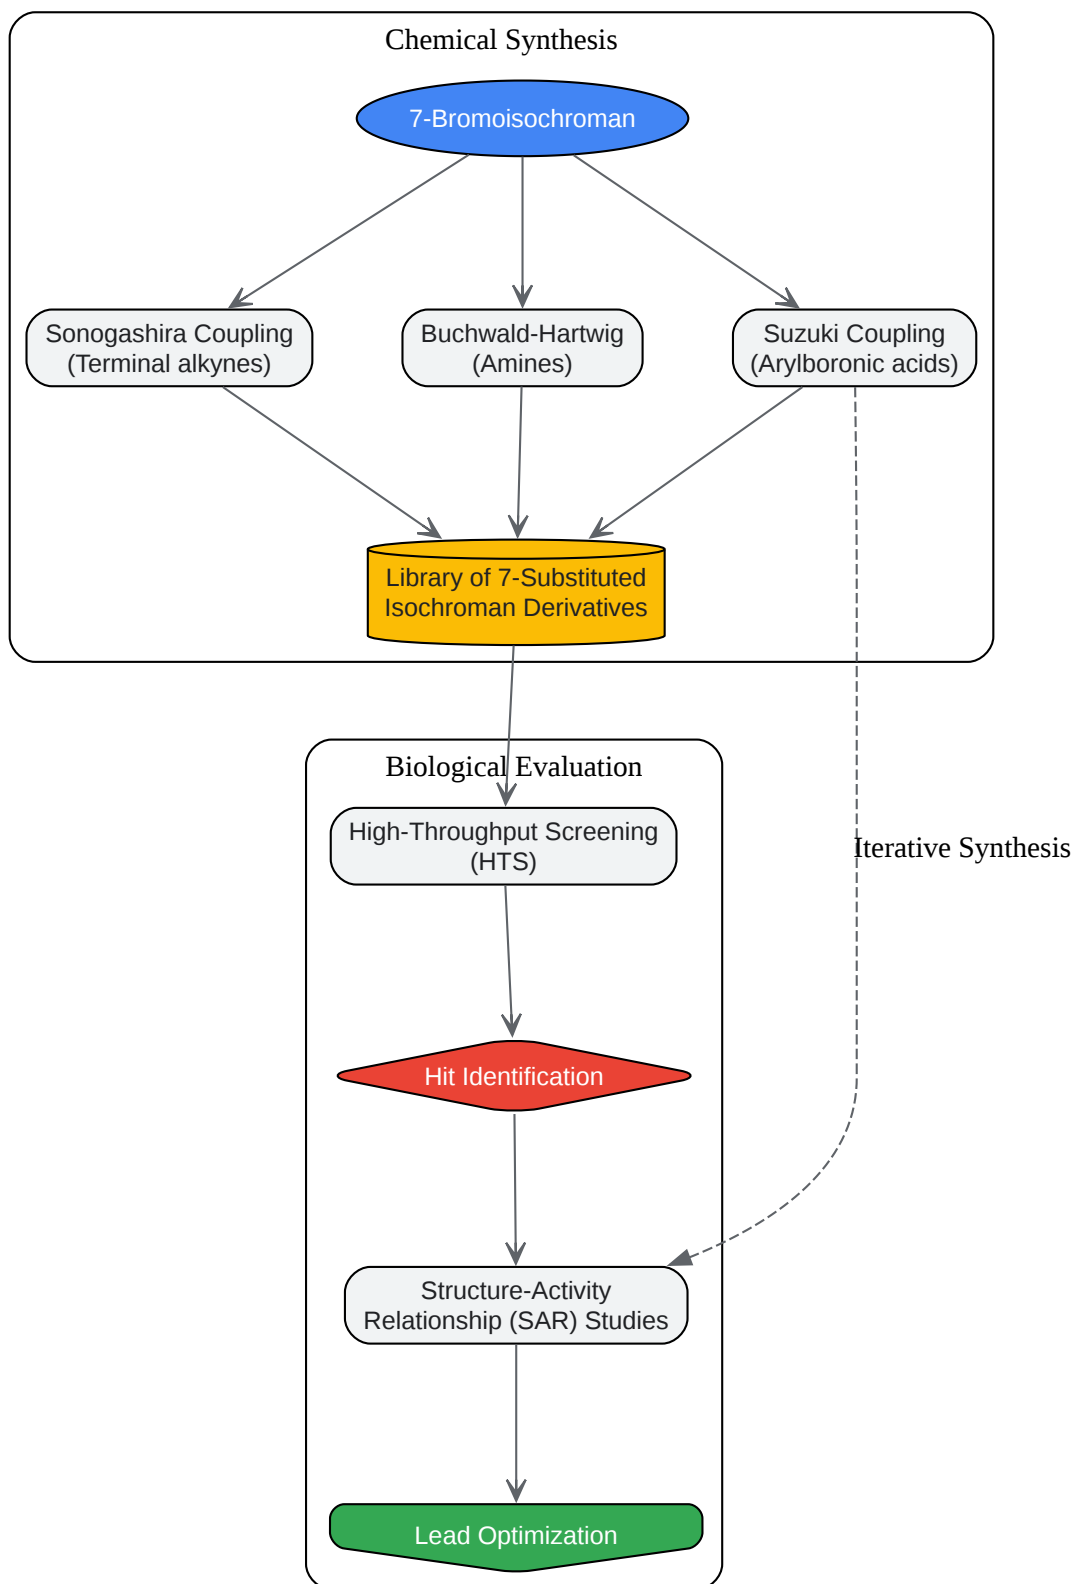 Chemical Synthesis
7-Bromoisochroman
Sonogashira Coupling
(Terminal alkynes)
Buchwald-Hartwig
(Amines)
Suzuki Coupling
(Arylboronic acids)
Library of 7-Substituted
Isochroman Derivatives
Biological Evaluation
High-Throughput Screening
(HTS)
Iterative Synthesis
Hit Identification
Structure-Activity
Relationship (SAR) Studies
Lead Optimization